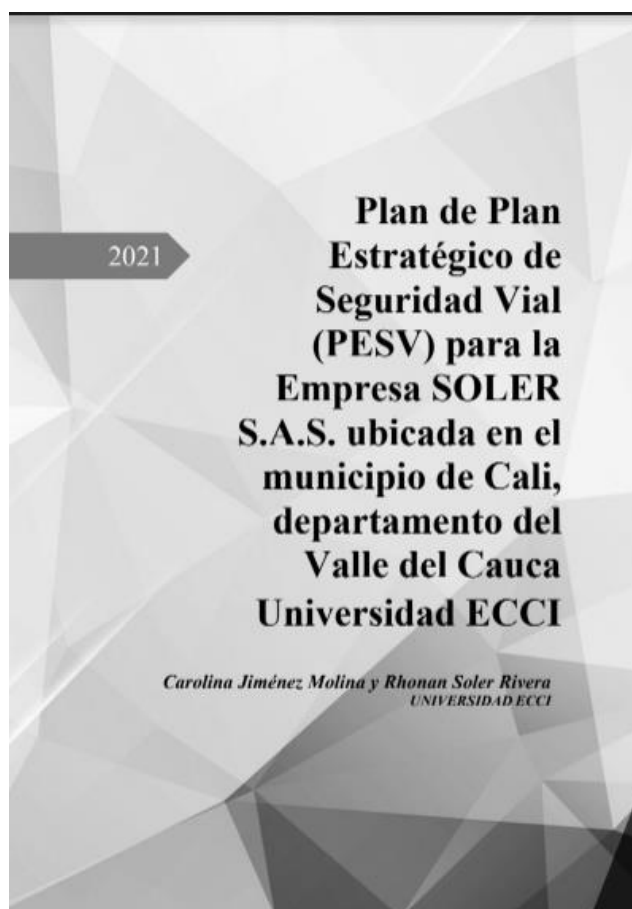 2021
Plan de Plan
Estratégico de
Seguridad Vial
(PESV) para la
Empresa SOLER
S.A.S. ubicada en el
municipio de Cali,
departamento del
Valle del Cauca
Universidad ECCI
Carolina Jiménez Molina y Rhonan Soler Rivera
UNIVERSIDAD ECCI